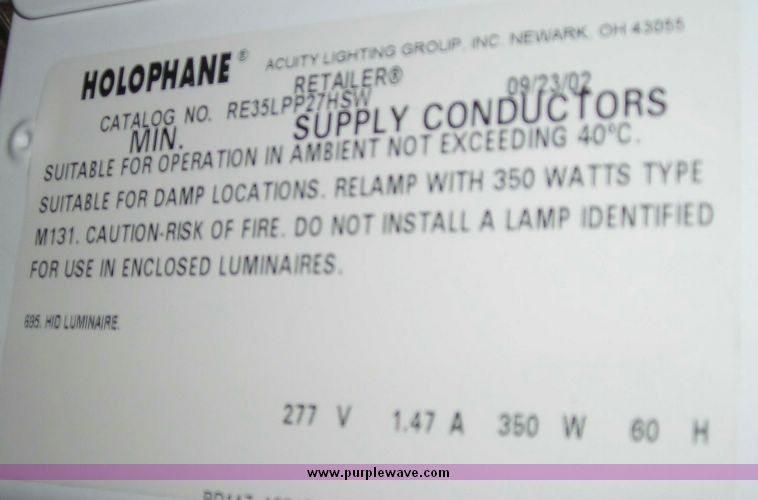 HOLOPHANE® ACUITY LIGHTING GROUP, INC. NEWARK, OH 43055
RETAILER® 09/23/02
CATALOG NO. RE35LPP27HSW
MIN. SUPPLY CONDUCTORS
SUITABLE FOR OPERATION IN AMBIENT NOT EXCEEDING 40ºC.
SUITABLE FOR DAMP LOCATIONS. RELAMP WITH 350 WATTS TYPE
M131. CAUTION-RISK OF FIRE. DO NOT INSTALL A LAMP IDENTIFIED
FOR USE IN ENCLOSED LUMINAIRES.
695. HID LUMINAIRE.
277 V 1.47 A 350 W 60 H
www.purplewave.com